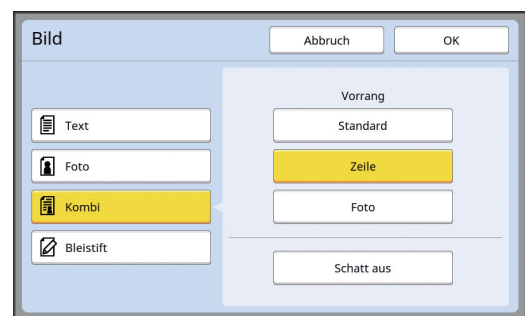 Bild
Abbruch
OK
Text
Foto
Kombi
Bleistift
Vorrang
Standard
Zeile
Foto
Schatt aus